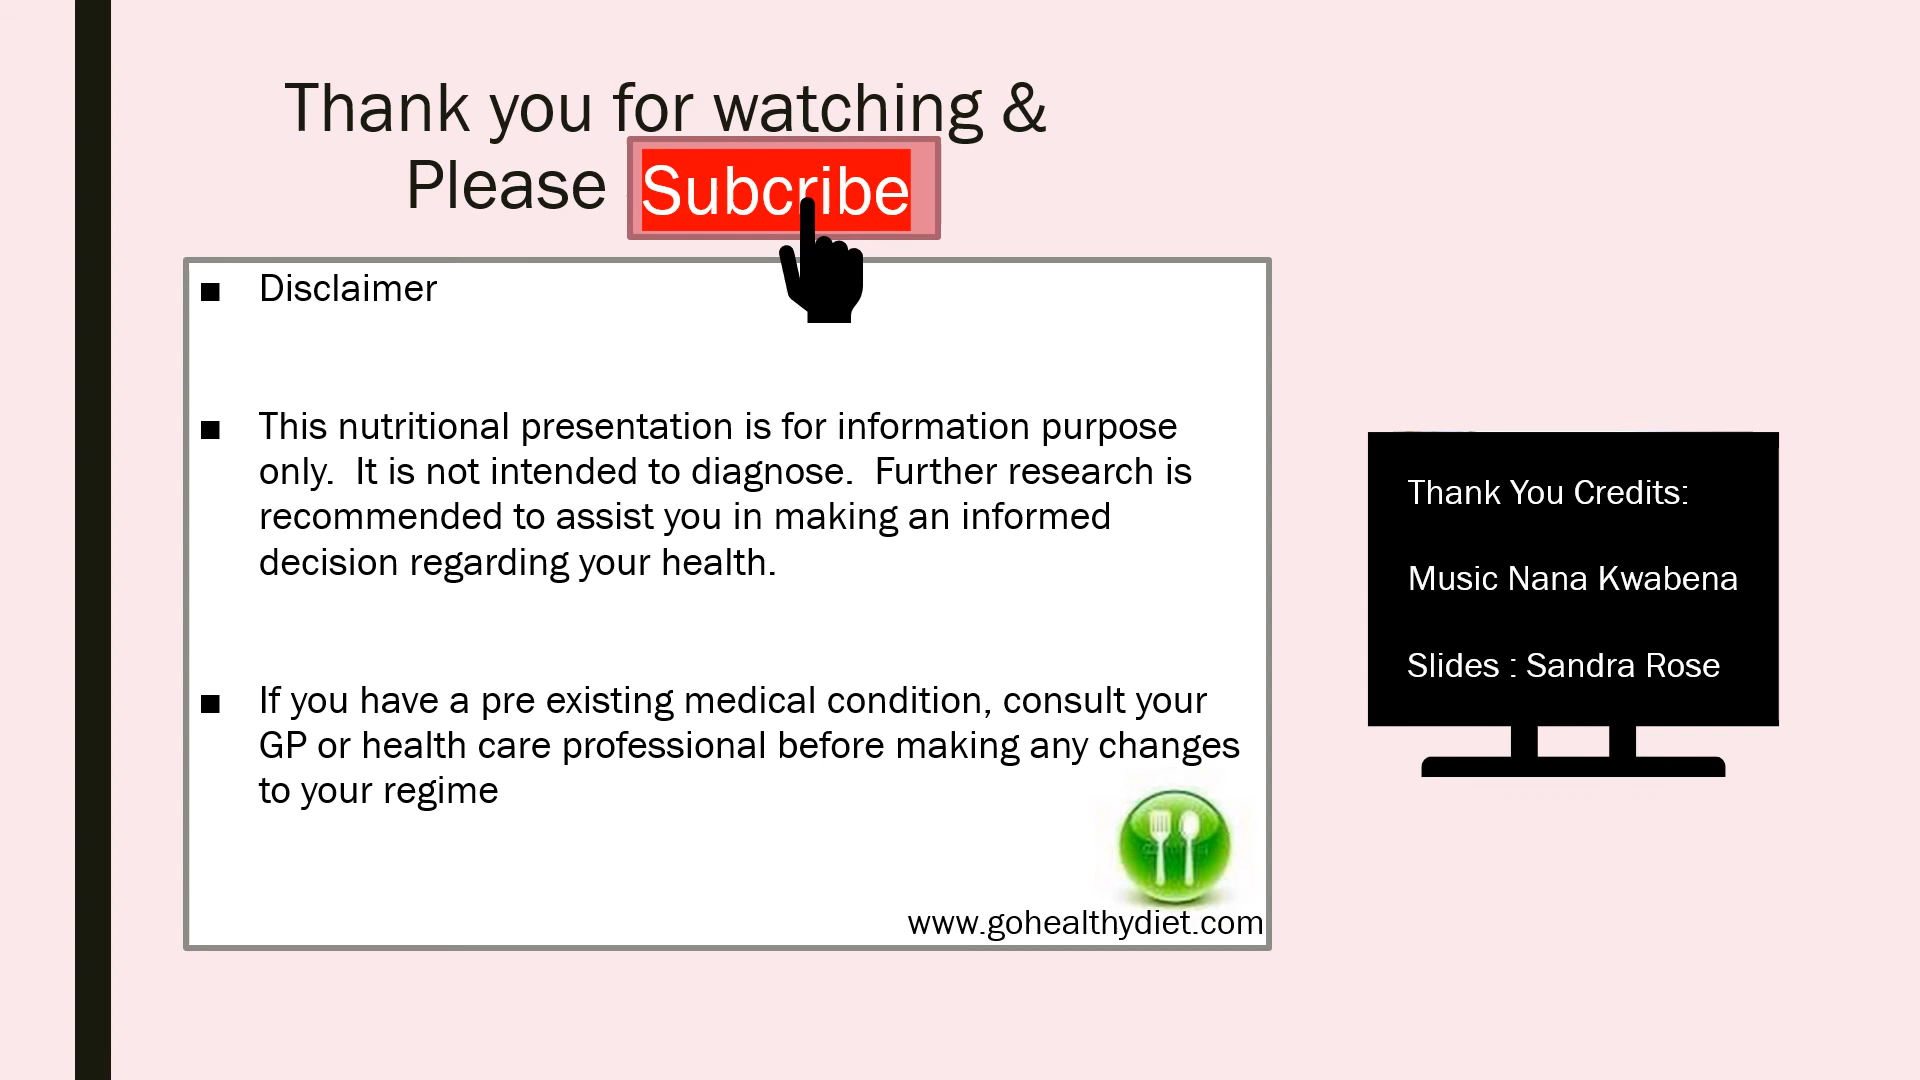 Thank you for watching &
Please Subcribe
■ Disclaimer
■ This nutritional presentation is for information purpose
only.  It is not intended to diagnose.  Further research is
recommended to assist you in making an informed
decision regarding your health.
■ If you have a pre existing medical condition, consult your
GP or health care professional before making any changes
to your regime
www.gohealthydiet.com
Thank You Credits:
Music Nana Kwabena
Slides : Sandra Rose